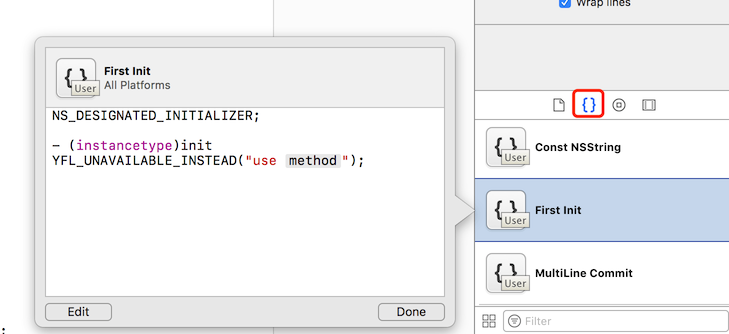 Wrap lines
First Init
All Platforms
User
NS_DESIGNATED_INITIALIZER;
- (instancetype)init
YFL_UNAVAILABLE_INSTEAD("use method");
Edit
Done
{}
Const NSString
User
First Init
User
MultiLine Commit
User
Filter
;